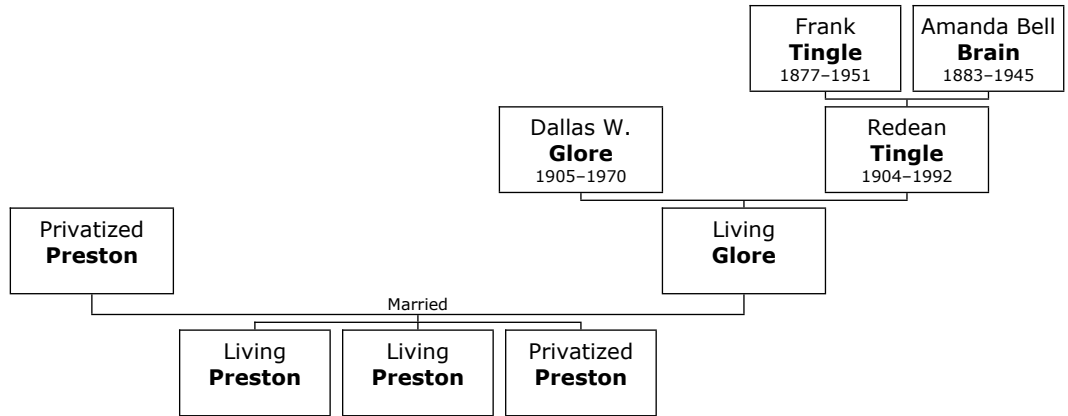 Frank
Tingle
1877–1951
Amanda Bell
Brain
1883–1945
Dallas W.
Glore
1905–1970
Redean
Tingle
1904–1992
Privatized
Preston
Living
Glore
Married
Living
Preston
Living
Preston
Privatized
Preston